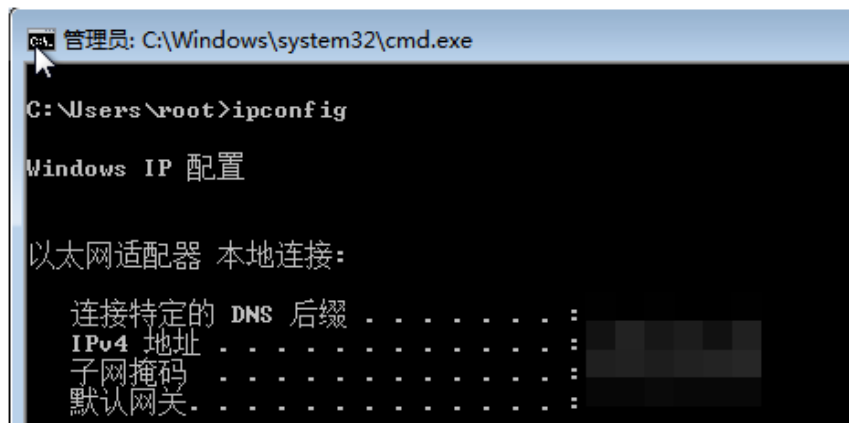 管理员: C:\Windows\system32\cmd.exe
C:\Users\root>ipconfig
Windows IP 配置
以太网适配器 本地连接:
连接特定的 DNS 后缀 . . . . . . . :
IPv4 地址 . . . . . . . . . . . . :
子网掩码 . . . . . . . . . . . . :
默认网关. . . . . . . . . . . . . :